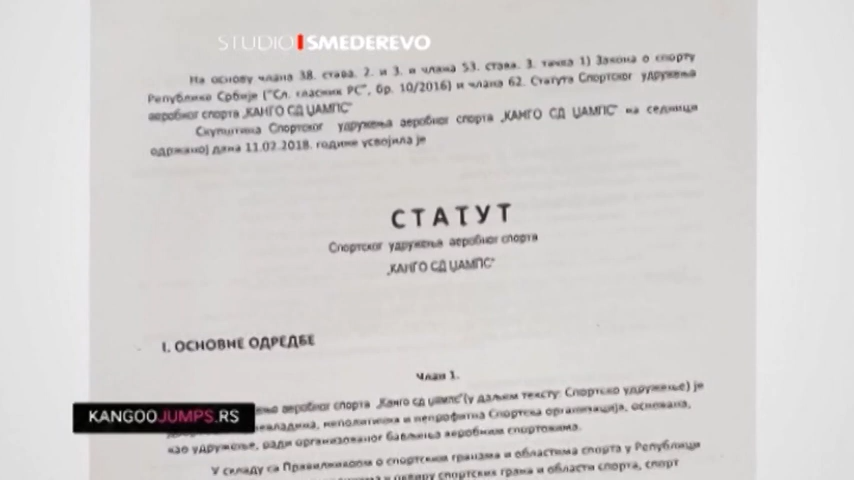 STUDIO SMEDEREVO
На основу члана 38. става. 2. и 3. и члана 53. става. 3. тачка 1) Закона о спорту
Републике Србије ("Сл. гласник РС", бр. 10/2016) и члана 62. Статута Спортског удружења
аеробног спорта „КАНГО СД ЏАМПС"
Скупштина Спортског удружења аеробног спорта „КАНГО СД ЏАМПС" на седници
одржаној дана 11.02.2018. године усвојила је
СТАТУТ
Спортског удружења аеробног спорта
„КАНГО СД ЏАМПС"
I. ОСНОВНЕ ОДРЕДБЕ
Члан 1.
аеробног спорта „Канго сд џампс"(у даљем тексту: Спортско удружење) је
невладина, неполитичка и непрофитна Спортска организација, основана,
као удружење, ради организованог бављења аеробним спортовима.
У складу са Правилником о спортским гранама и областима спорта у Републици
и оквиру спортских грана и области спорта, спорт
KANGOOJUMPS.RS